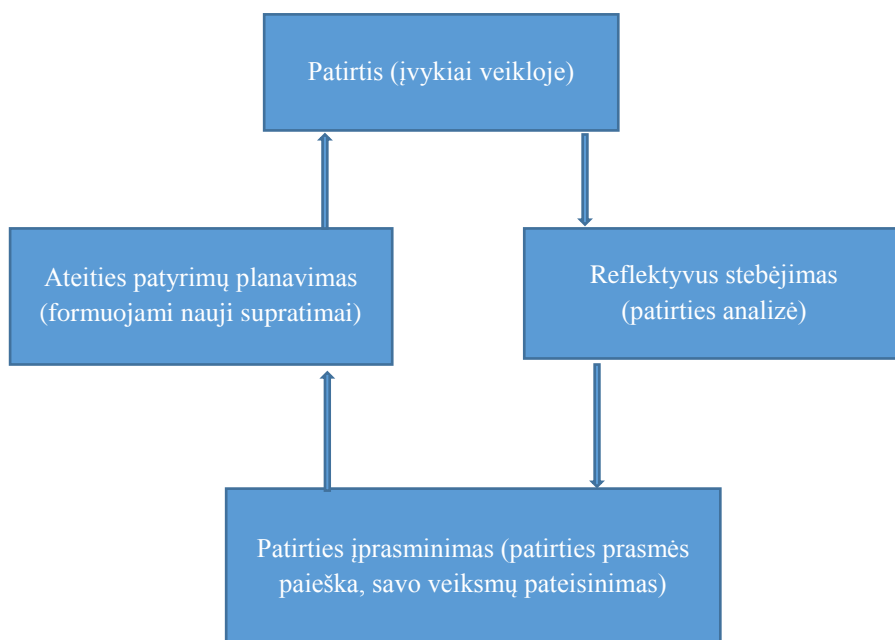 Patirtis (įvykiai veikloje)
Ateities patyrimų planavimas
(formuojami nauji supratimai)
Reflektyvus stebėjimas
(patirties analizė)
Patirties įprasminimas (patirties prasmės
paieška, savo veiksmų pateisinimas)